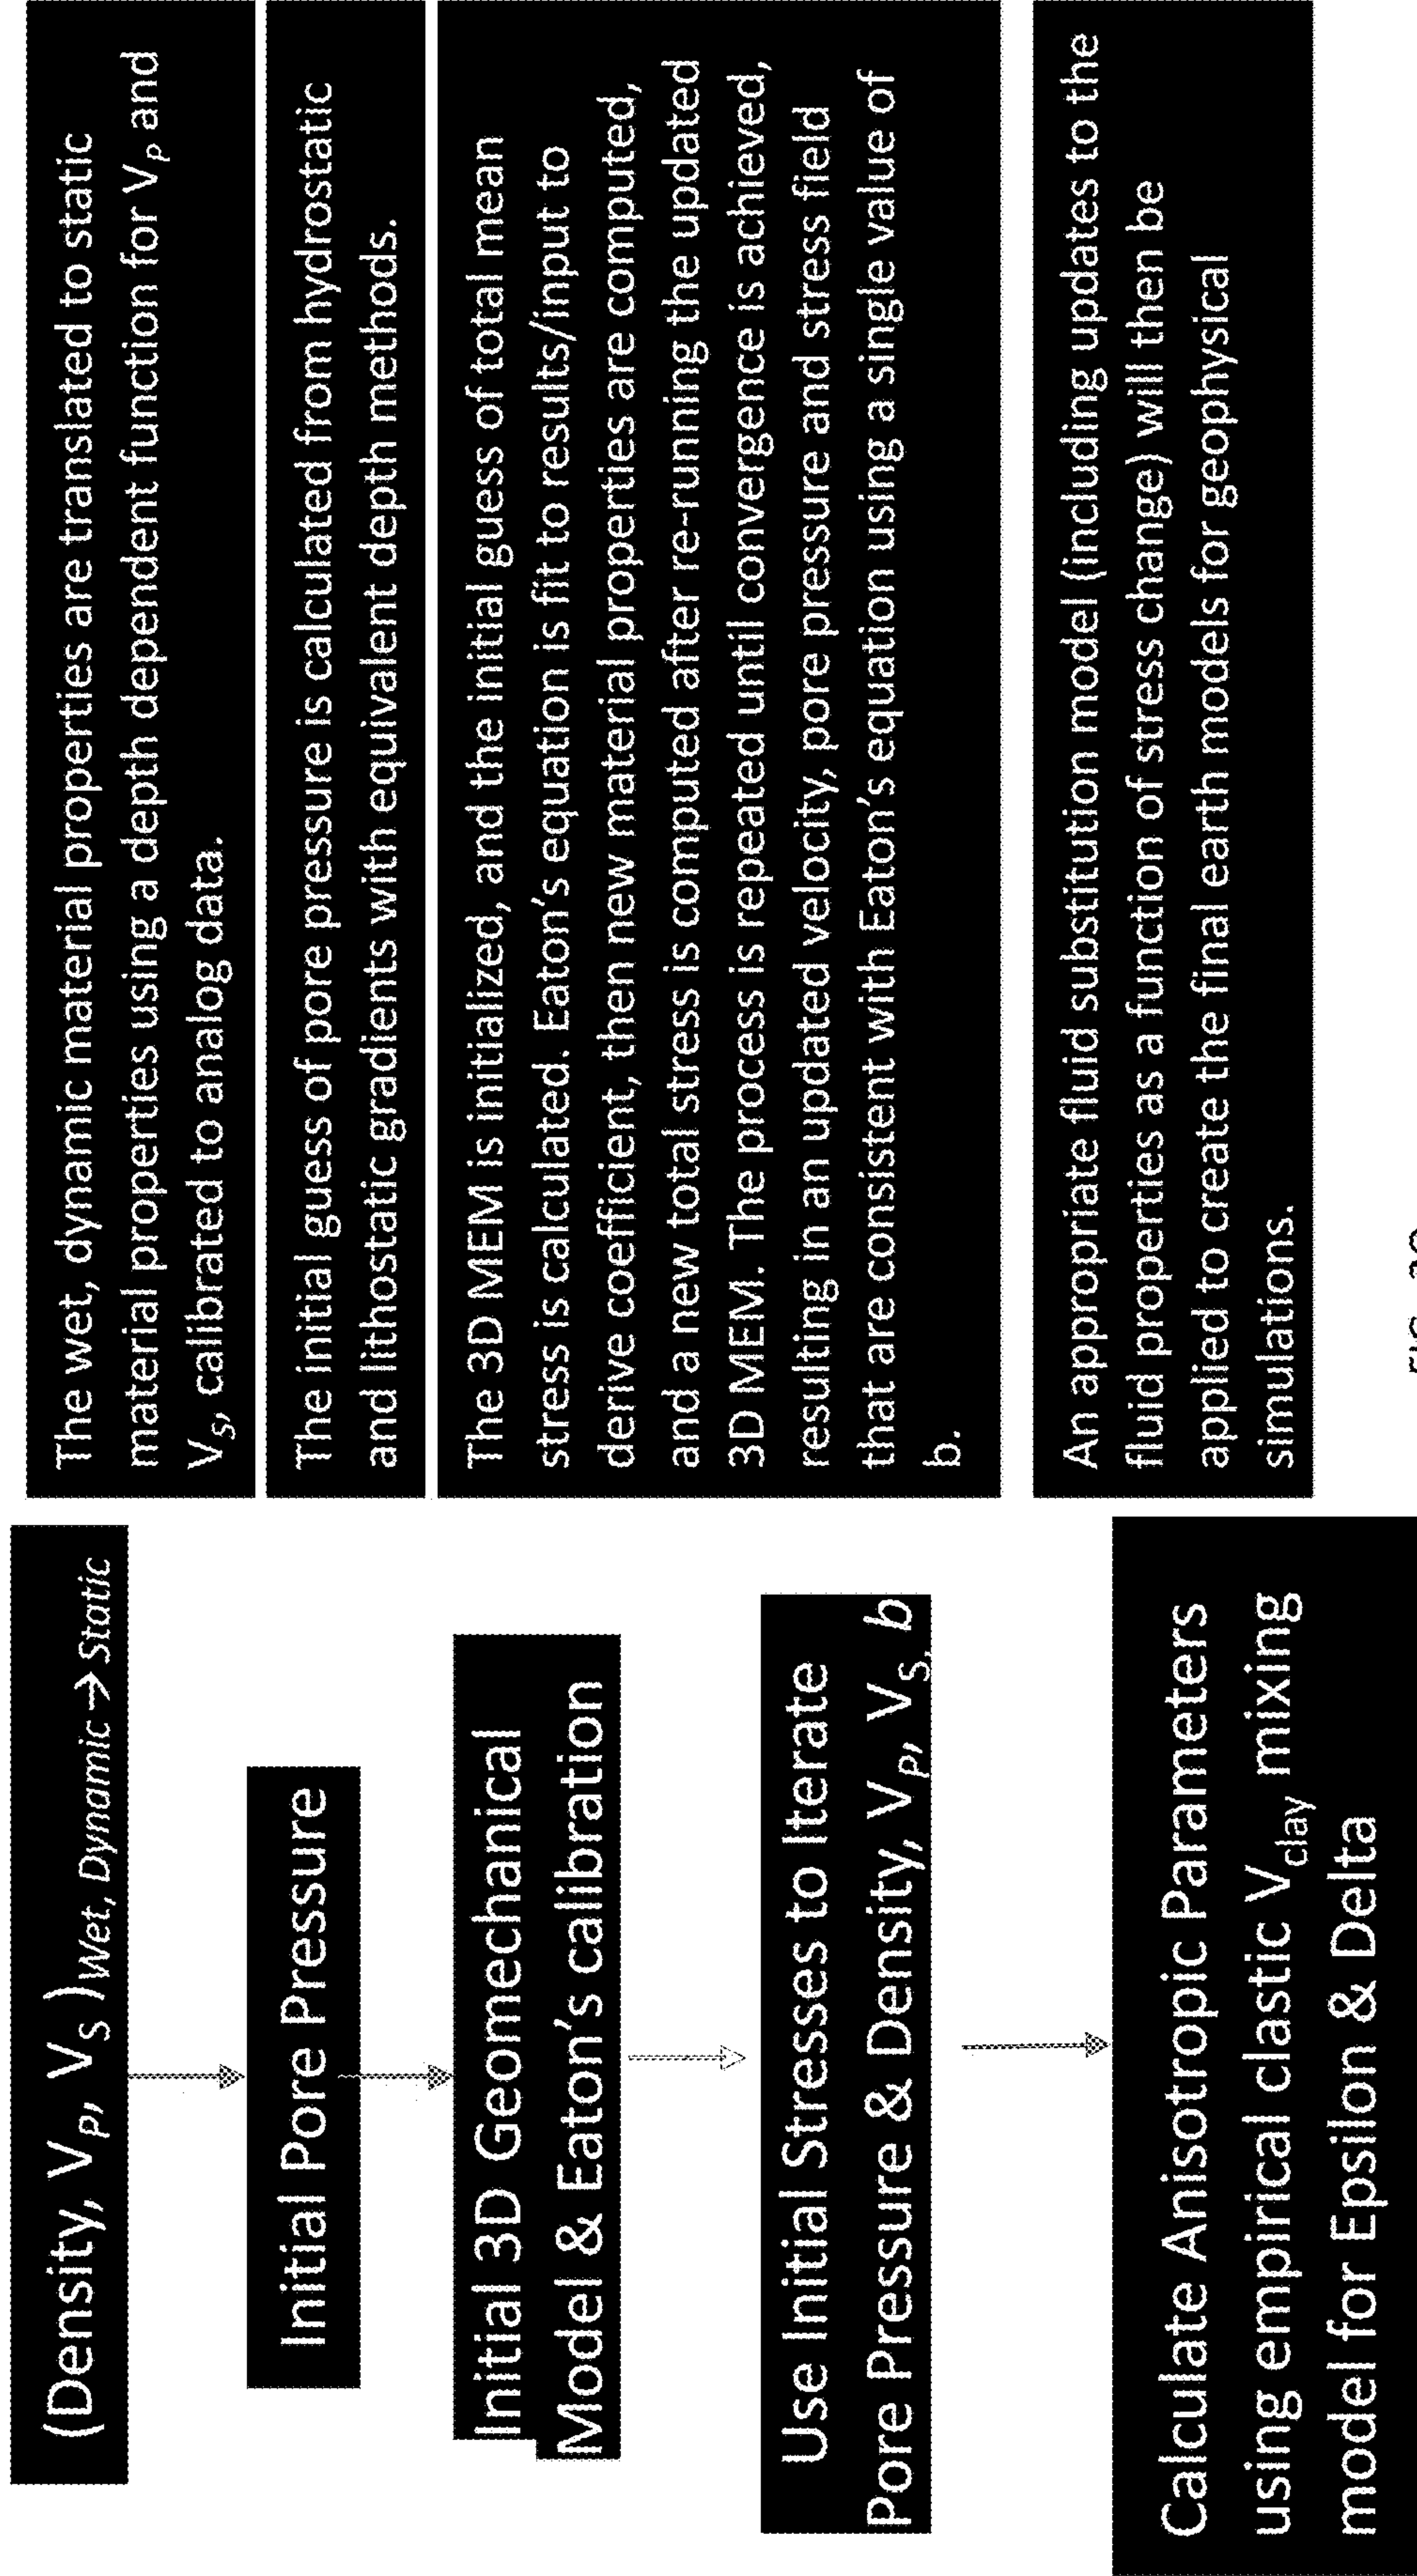 (Density, V_P, V_S)_Wet, Dynamic → Static
Initial Pore Pressure
Initial 3D Geomechanical
Model & Eaton's calibration
Use Initial Stresses to Iterate
Pore Pressure & Density, V_P, V_S, b
Calculate Anisotropic Parameters
using empirical clastic V_clay mixing
model for Epsilon & Delta
The wet, dynamic material properties are translated to static
material properties using a depth dependent function for V_P and
V_S, calibrated to analog data.
The initial guess of pore pressure is calculated from hydrostatic
and lithostatic gradients with equivalent depth methods.
The 3D MEM is initialized, and the initial guess of total mean
stress is calculated. Eaton's equation is fit to results/input to
derive coefficient, then new material properties are computed,
and a new total stress is computed after re-running the updated
3D MEM. The process is repeated until convergence is achieved,
resulting in an updated velocity, pore pressure and stress field
that are consistent with Eaton's equation using a single value of
b.
An appropriate fluid substitution model (including updates to the
fluid properties as a function of stress change) will then be
applied to create the final earth models for geophysical
simulations.
FIG.